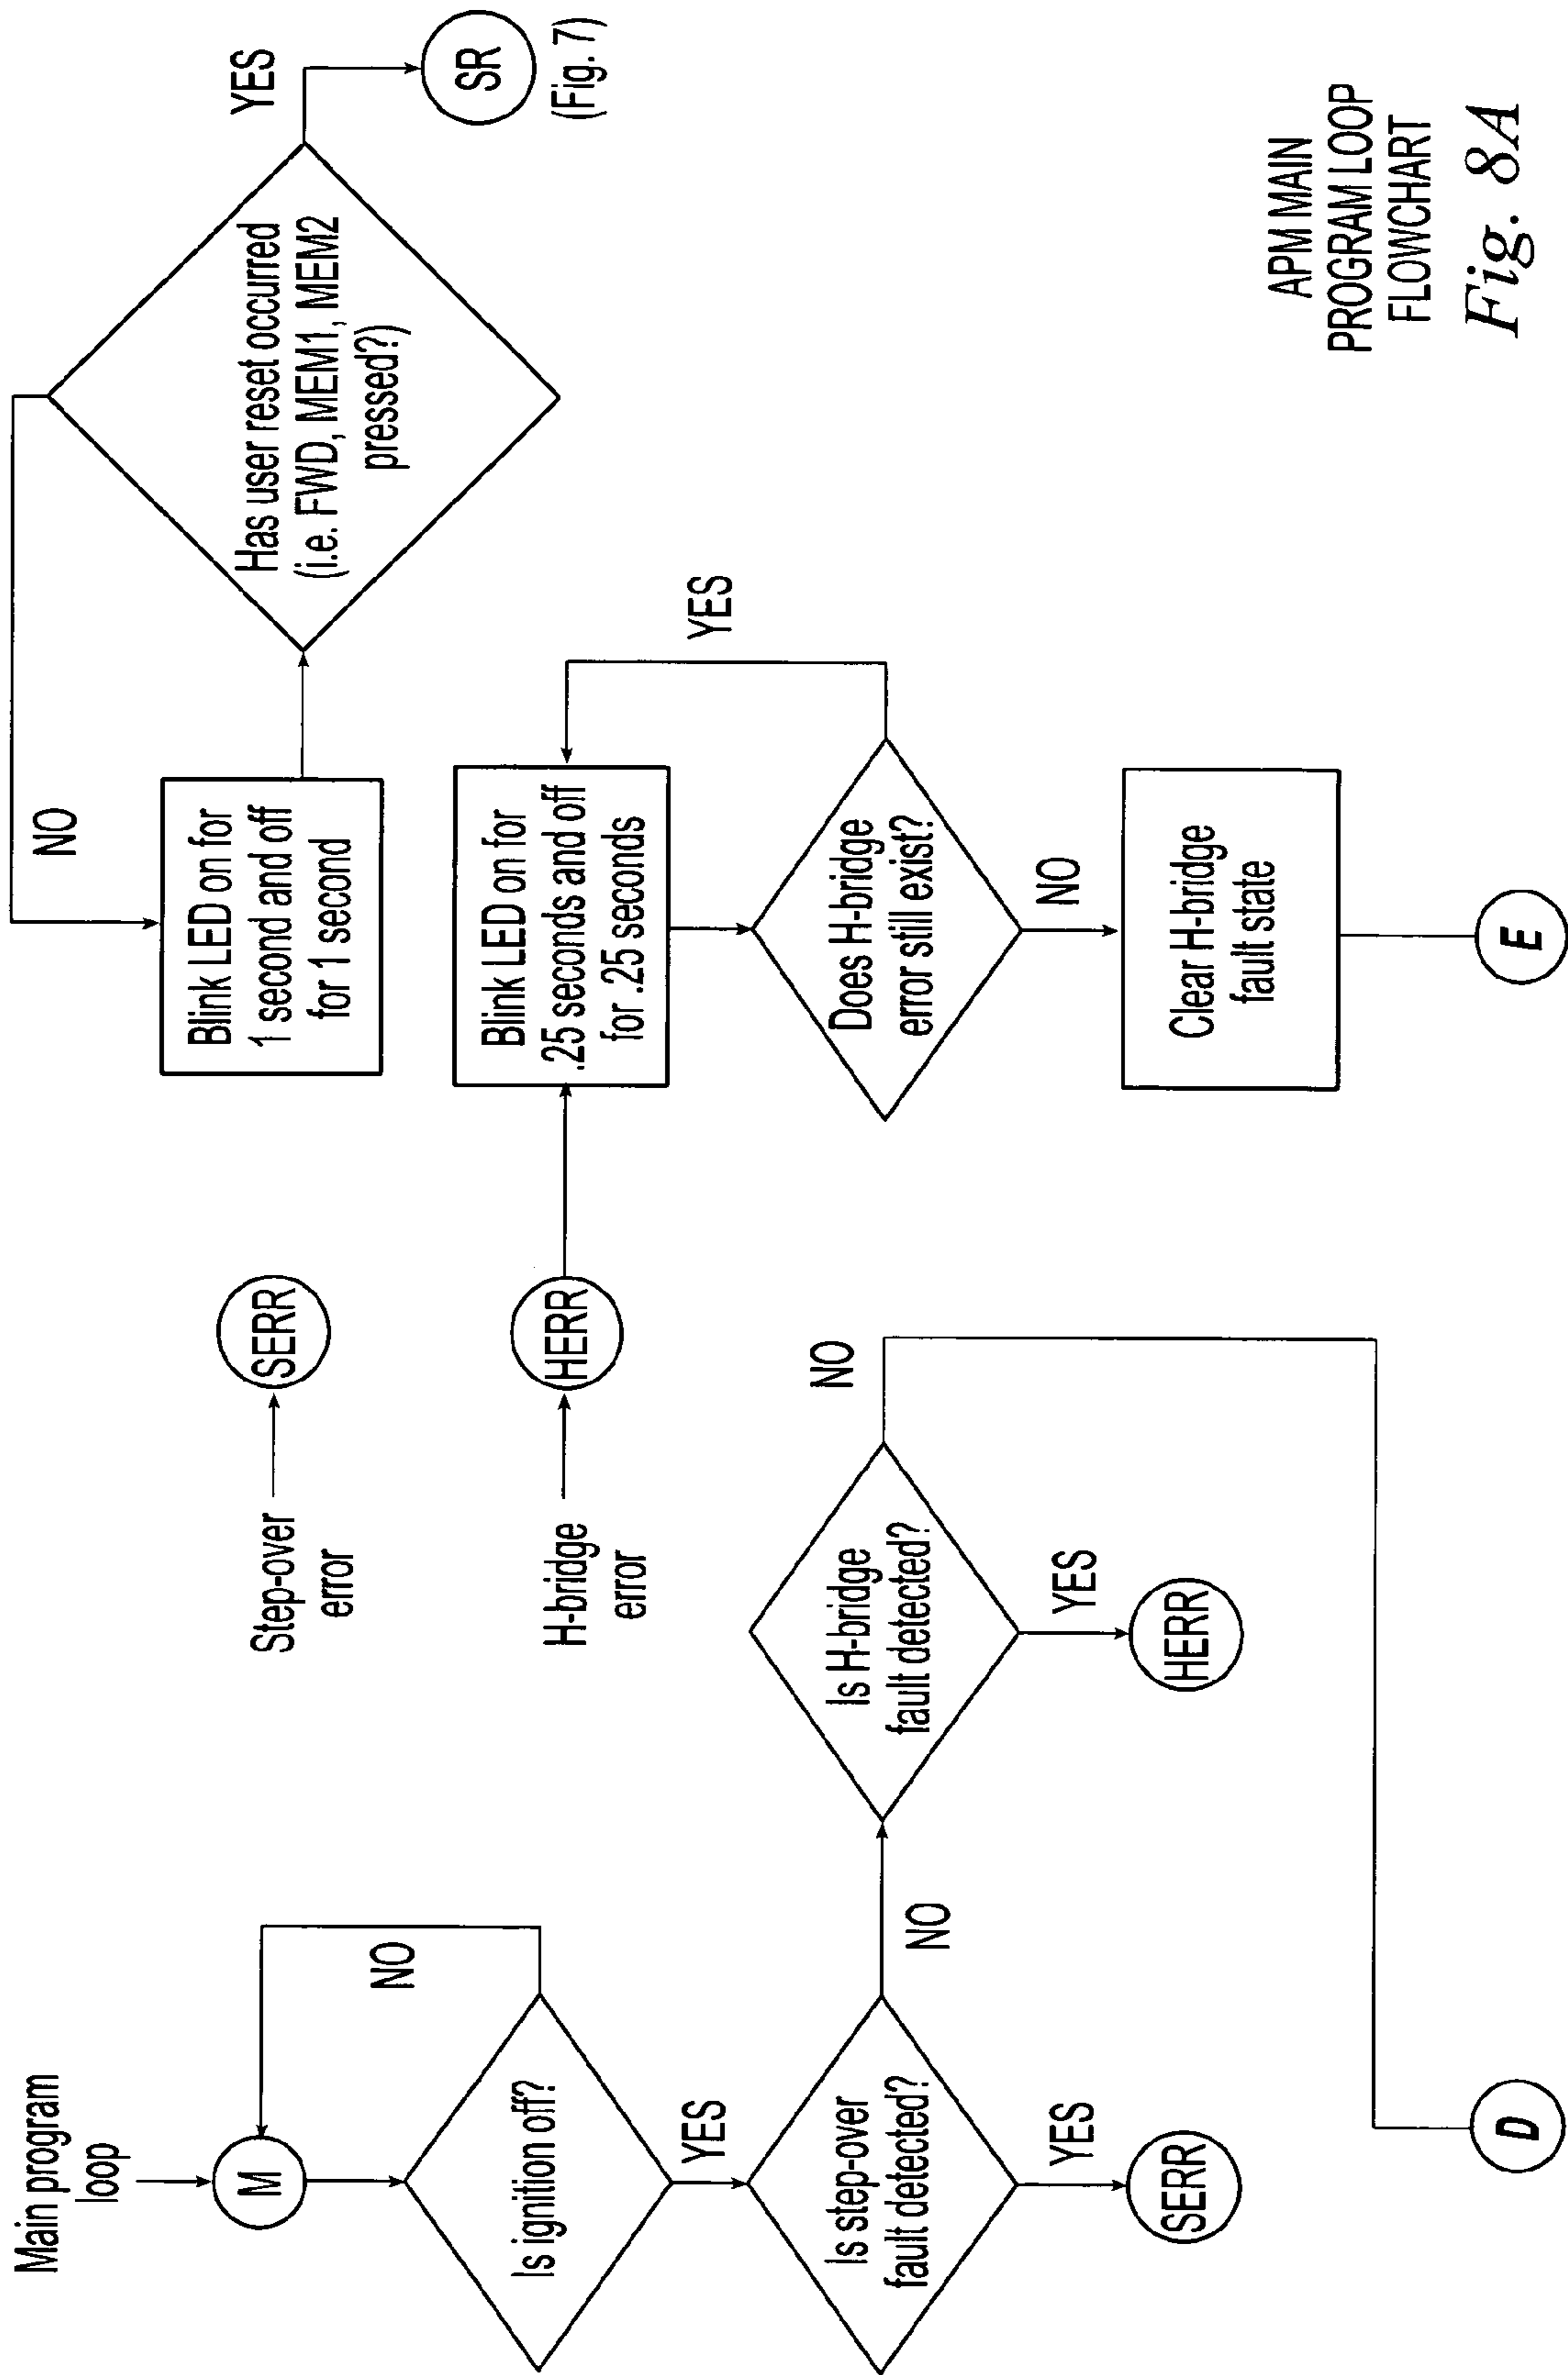 Main program
loop
M
Is ignition off?
NO
YES
Is step-over
fault detected?
YES
SERR
NO
Is H-bridge
fault detected?
YES
HERR
NO
D
Step-over
error
SERR
H-bridge
error
HERR
Blink LED on for
1 second and off
for 1 second
NO
Has user reset occurred
(i.e. FWD, MEM1, MEM2
pressed?)
YES
SR
(Fig. 7)
Blink LED on for
.25 seconds and off
for .25 seconds
YES
Does H-bridge
error still exist?
NO
Clear H-bridge
fault state
E
APM MAIN
PROGRAM LOOP
FLOWCHART
Fig. 8A